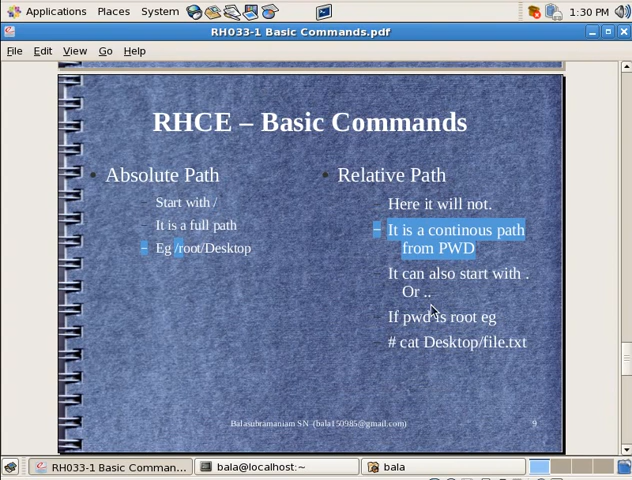 Applications Places System 1:30 PM
RH033-1 Basic Commands.pdf
File Edit View Go Help
RHCE – Basic Commands
• Absolute Path
Start with /
It is a full path
– Eg /root/Desktop
• Relative Path
Here it will not.
– It is a continous path
from PWD
It can also start with .
Or ..
If pwd is root eg
# cat Desktop/file.txt
Balasubramaniam SN (bala150985@gmail.com) 9
RH033-1 Basic Comman... bala@localhost:~ bala